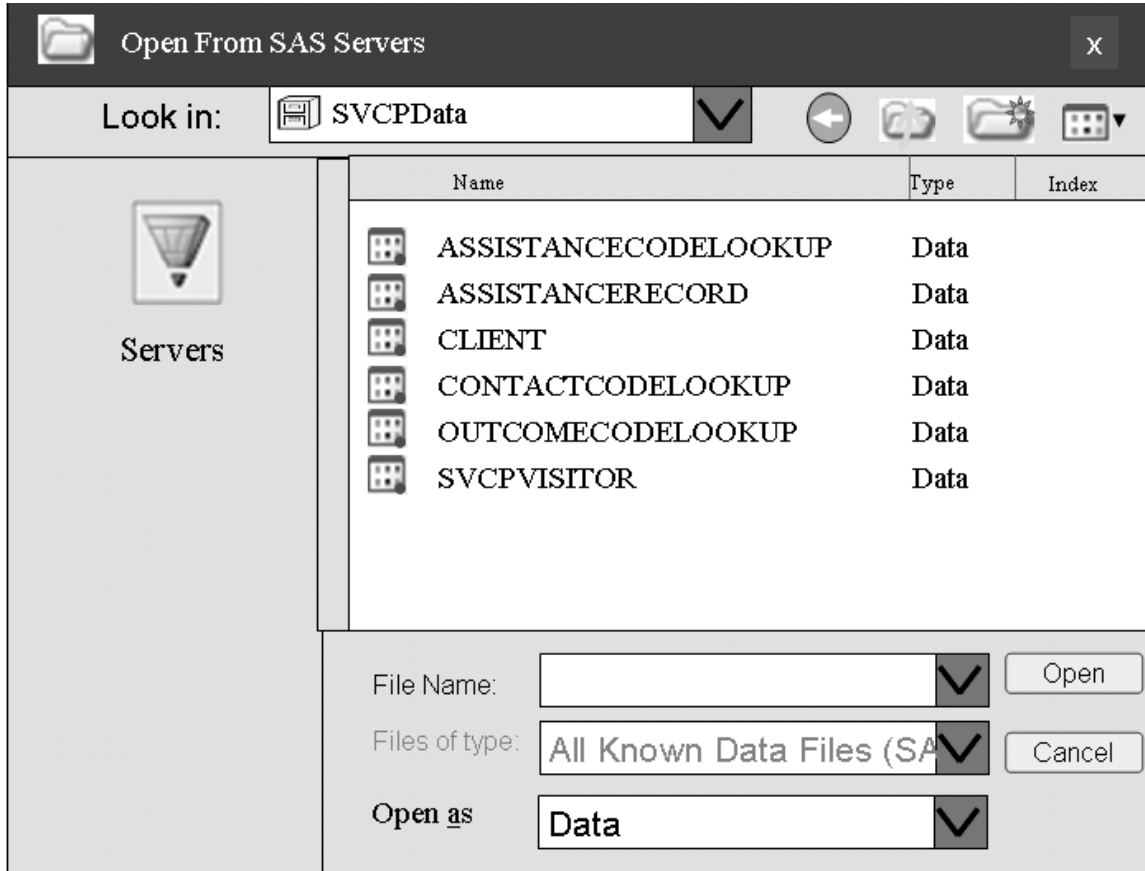 Open From SAS Servers
x
Look in:
SVCPData
Servers
Name Type Index
ASSISTANCECODELOOKUP Data
ASSISTANCERECORD Data
CLIENT Data
CONTACTCODELOOKUP Data
OUTCOMECODELOOKUP Data
SVCPVISITOR Data
File Name:
Open
Files of type: All Known Data Files (SA
Cancel
Open as Data